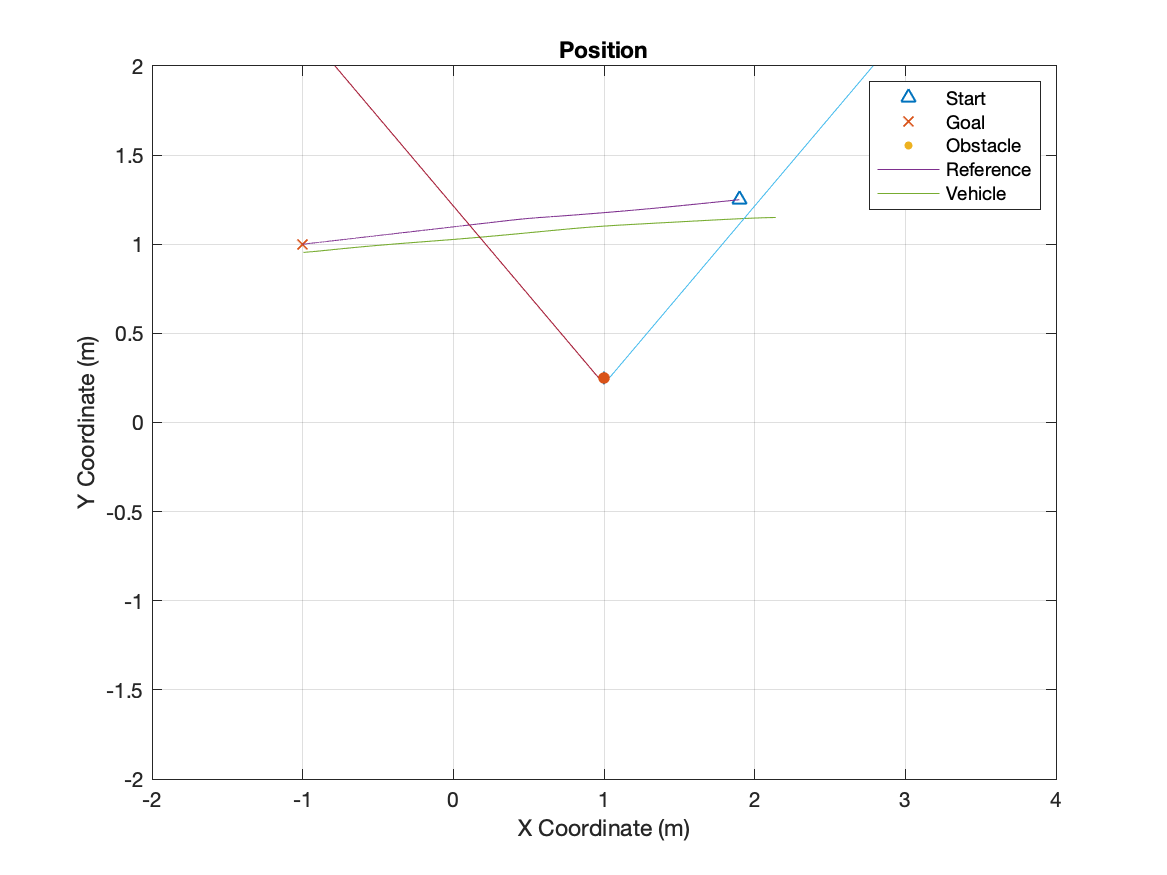 Position
2
1.5
1
0.5
0
-0.5
-1
-1.5
-2
Y Coordinate (m)
Start
Goal
Obstacle
Reference
Vehicle
-2
-1
0
1
2
3
4
X Coordinate (m)